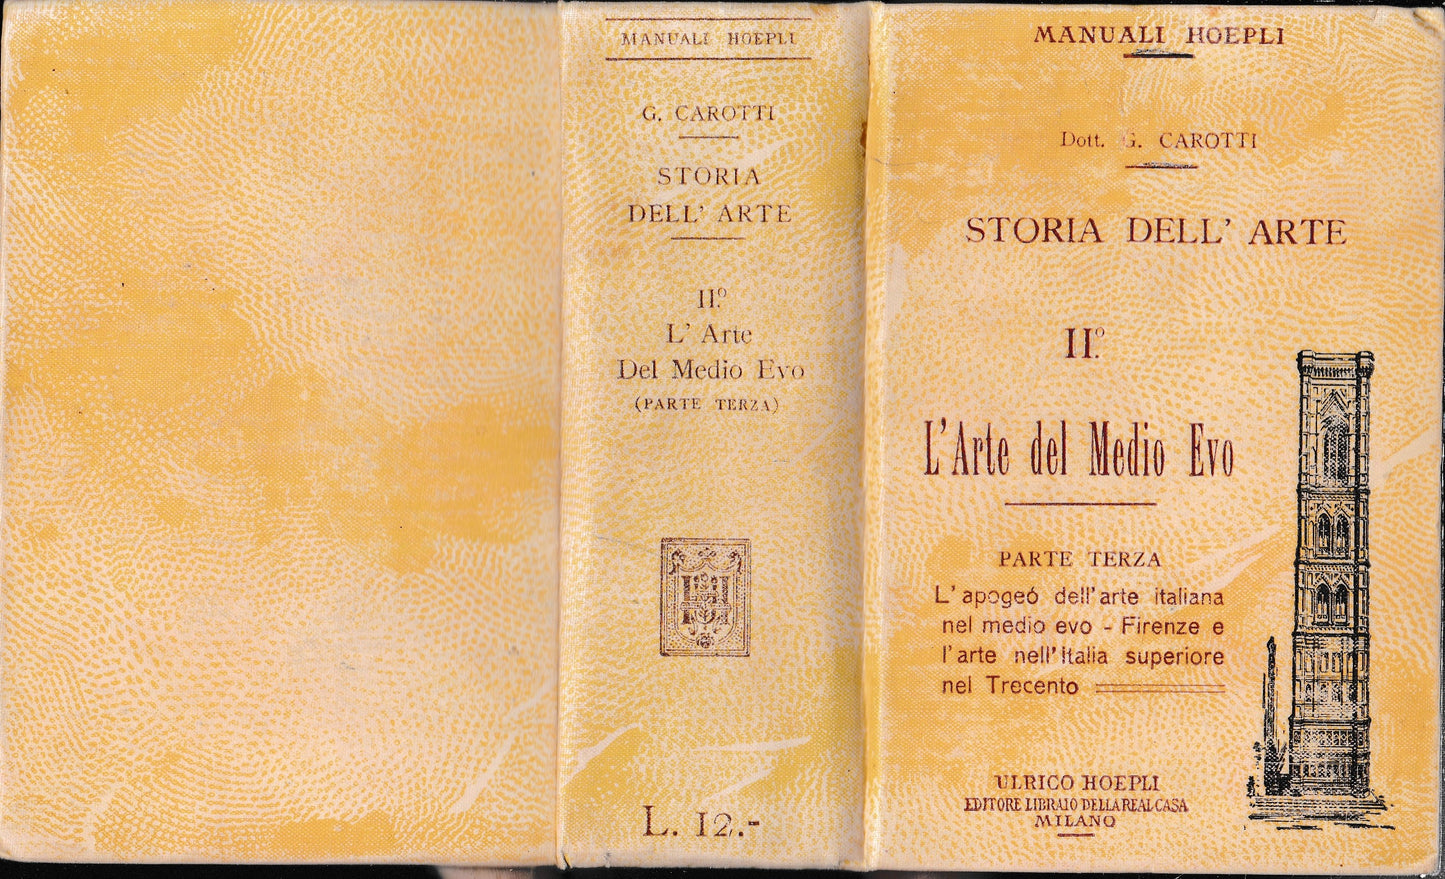 MANUALI HOEPLI
G. CAROTTI
STORIA
DELL' ARTE
II.º
L' Arte
Del Medio Evo
(PARTE TERZA)
L. 12.-
MANUALI HOEPLI
Dott. G. CAROTTI
STORIA DELL' ARTE
II.º
L'Arte del Medio Evo
PARTE TERZA
L'apogeó dell'arte italiana
nel medio evo - Firenze e
l'arte nell'Italia superiore
nel Trecento
ULRICO HOEPLI
EDITORE LIBRAIO DELLA REAL CASA
MILANO